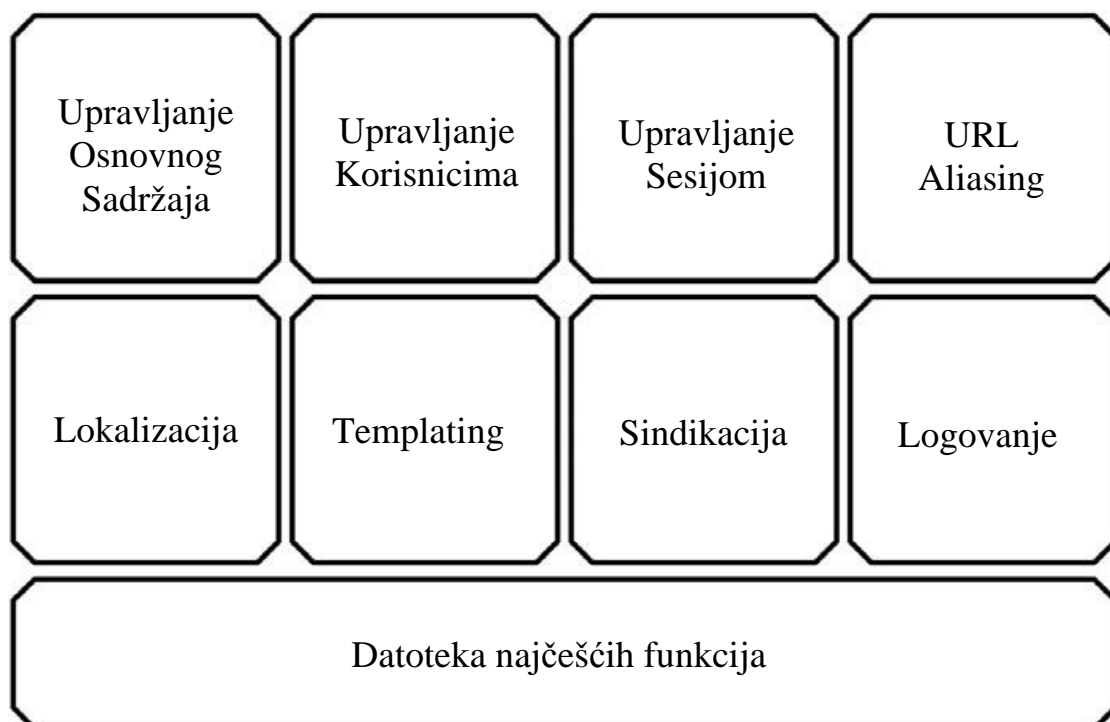 Upravljanje
Osnovnog
Sadržaja
Upravljanje
Korisnicima
Upravljanje
Sesijom
URL
Aliasing
Lokalizacija
Templating
Sindikacija
Logovanje
Datoteka najčešćih funkcija